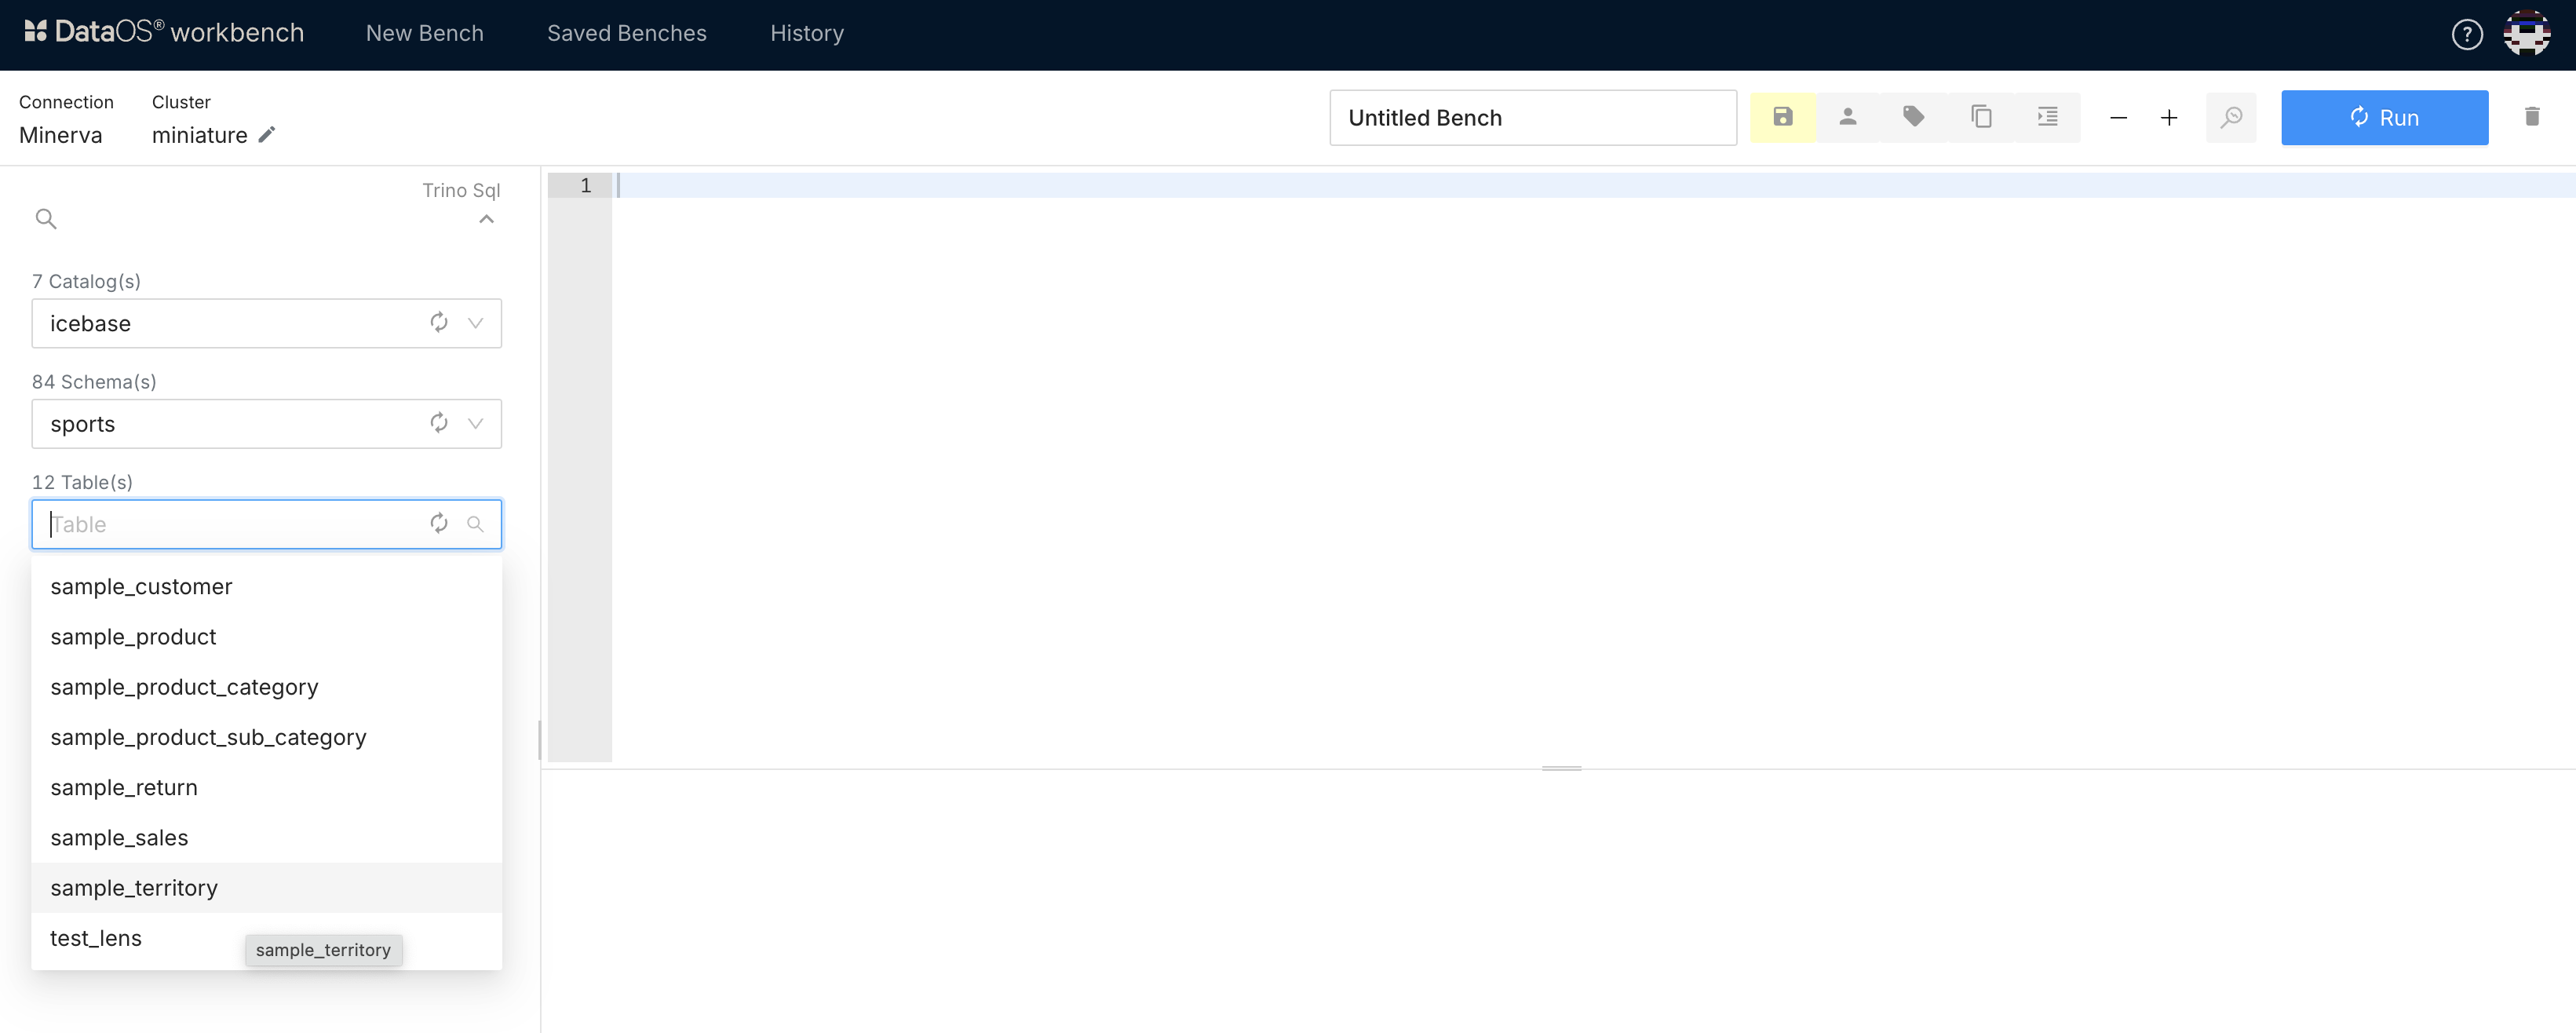 DataOS® workbench New Bench Saved Benches History ?
Connection Cluster
Minerva miniature
Untitled Bench Run
Trino Sql
1
7 Catalog(s)
icebase
84 Schema(s)
sports
12 Table(s)
Table
sample_customer
sample_product
sample_product_category
sample_product_sub_category
sample_return
sample_sales
sample_territory
test_lens
sample_territory